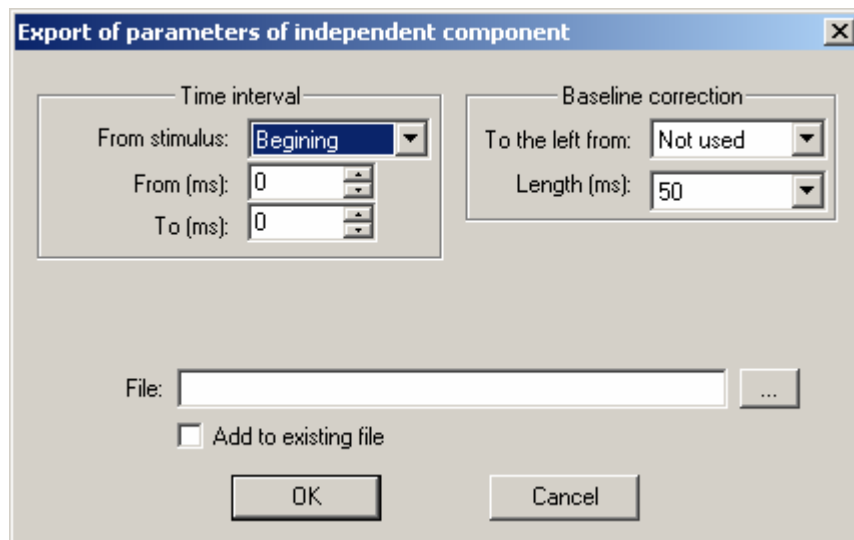 Export of parameters of independent component
Time interval
From stimulus: Begining
From (ms): 0
To (ms): 0
Baseline correction
To the left from: Not used
Length (ms): 50
File:
...
Add to existing file
OK
Cancel